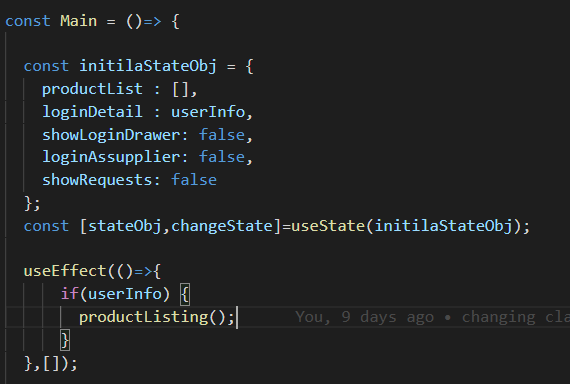 const Main = ()=> {
const initilaStateObj = {
productList : [],
loginDetail : userInfo,
showLoginDrawer: false,
loginAssupplier: false,
showRequests: false
};
const [stateObj,changeState]=useState(initilaStateObj);
useEffect(()=>{
if(userInfo) {
productListing(); You, 9 days ago • changing cla
}
},[]);